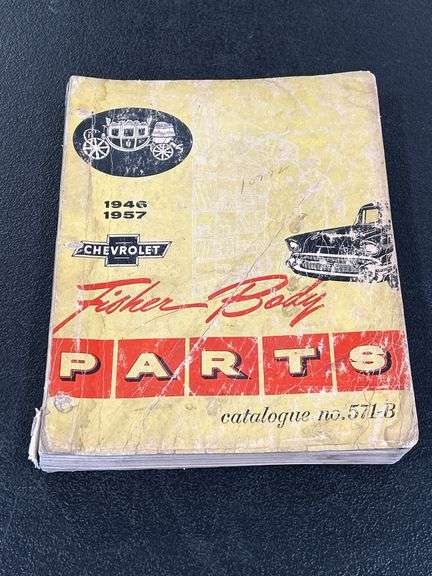 1946
1957
CHEVROLET
Fisher Body
PARTS
catalogue no.571-B